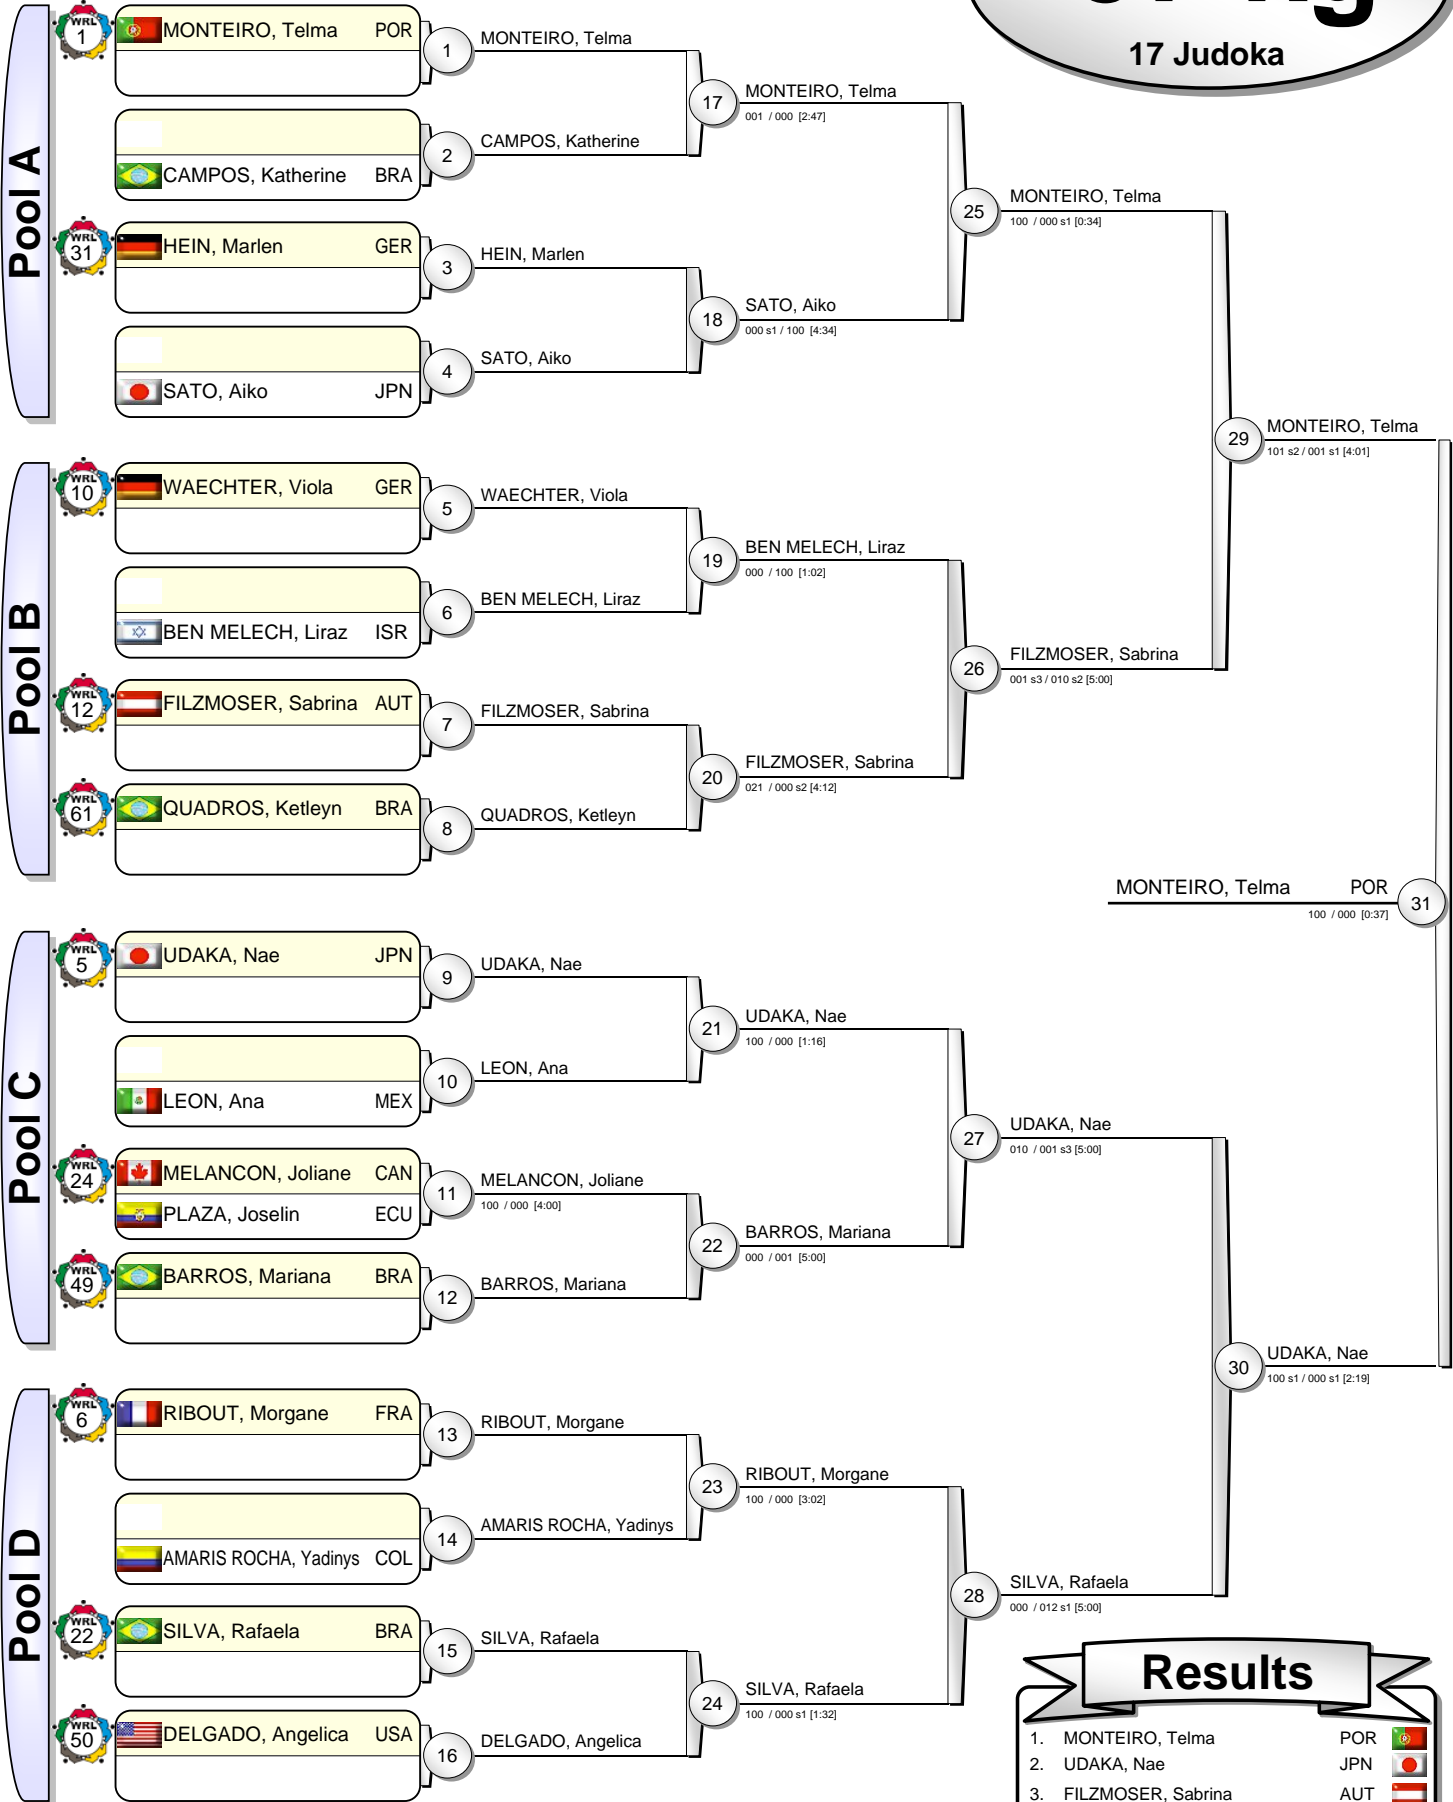 17 Judoka
Pool A
WRL 1
MONTEIRO, Telma POR
CAMPOS, Katherine BRA
WRL 31
HEIN, Marlen GER
SATO, Aiko JPN
1
MONTEIRO, Telma
2
CAMPOS, Katherine
3
HEIN, Marlen
4
SATO, Aiko
17
MONTEIRO, Telma
001 / 000 [2:47]
18
SATO, Aiko
000 s1 / 100 [4:34]
25
MONTEIRO, Telma
100 / 000 s1 [0:34]
Pool B
WRL 10
WAECHTER, Viola GER
BEN MELECH, Liraz ISR
WRL 12
FILZMOSER, Sabrina AUT
WRL 61
QUADROS, Ketleyn BRA
5
WAECHTER, Viola
6
BEN MELECH, Liraz
7
FILZMOSER, Sabrina
8
QUADROS, Ketleyn
19
BEN MELECH, Liraz
000 / 100 [1:02]
20
FILZMOSER, Sabrina
021 / 000 s2 [4:12]
26
FILZMOSER, Sabrina
001 s3 / 010 s2 [5:00]
29
MONTEIRO, Telma
101 s2 / 001 s1 [4:01]
MONTEIRO, Telma POR
31
100 / 000 [0:37]
Pool C
WRL 5
UDAKA, Nae JPN
LEON, Ana MEX
WRL 24
MELANCON, Joliane CAN
PLAZA, Joselin ECU
WRL 49
BARROS, Mariana BRA
9
UDAKA, Nae
10
LEON, Ana
11
MELANCON, Joliane
100 / 000 [4:00]
12
BARROS, Mariana
21
UDAKA, Nae
100 / 000 [1:16]
22
BARROS, Mariana
000 / 001 [5:00]
27
UDAKA, Nae
010 / 001 s3 [5:00]
Pool D
WRL 6
RIBOUT, Morgane FRA
AMARIS ROCHA, Yadinys COL
WRL 22
SILVA, Rafaela BRA
WRL 50
DELGADO, Angelica USA
13
RIBOUT, Morgane
14
AMARIS ROCHA, Yadinys
15
SILVA, Rafaela
16
DELGADO, Angelica
23
RIBOUT, Morgane
100 / 000 [3:02]
24
SILVA, Rafaela
100 / 000 s1 [1:32]
28
SILVA, Rafaela
000 / 012 s1 [5:00]
30
UDAKA, Nae
100 s1 / 000 s1 [2:19]
Results
1. MONTEIRO, Telma POR
2. UDAKA, Nae JPN
3. FILZMOSER, Sabrina AUT